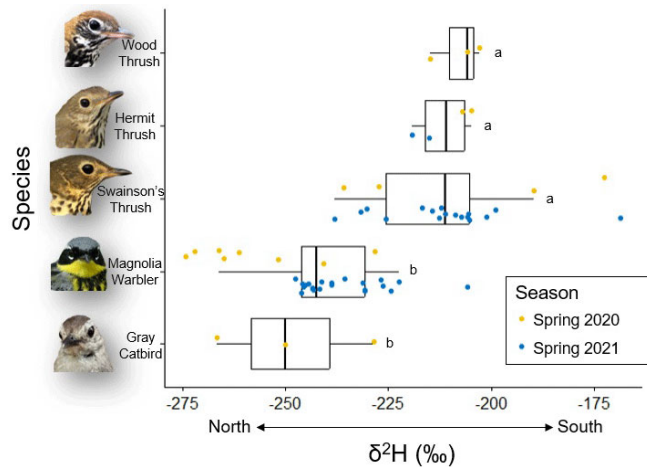 Species
Wood
Thrush
a
Hermit
Thrush
a
Swainson's
Thrush
a
Magnolia
Warbler
b
Gray
Catbird
b
Season
Spring 2020
Spring 2021
-275 -250 -225 -200 -175
North South
δ²H (‰)